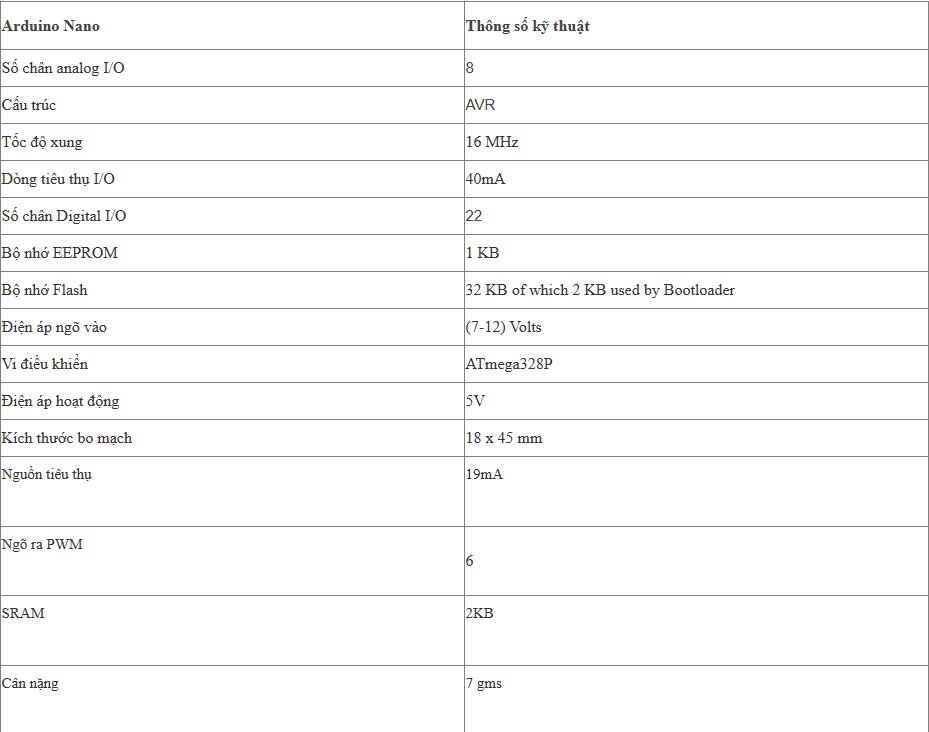 Arduino Nano Thông số kỹ thuật
Số chân analog I/O 8
Cấu trúc AVR
Tốc độ xung 16 MHz
Dòng tiêu thụ I/O 40mA
Số chân Digital I/O 22
Bộ nhớ EEPROM 1 KB
Bộ nhớ Flash 32 KB of which 2 KB used by Bootloader
Điện áp ngõ vào (7-12) Volts
Vi điều khiển ATmega328P
Điện áp hoạt động 5V
Kích thước bo mạch 18 x 45 mm
Nguồn tiêu thụ 19mA
Ngõ ra PWM 6
SRAM 2KB
Cân nặng 7 gms